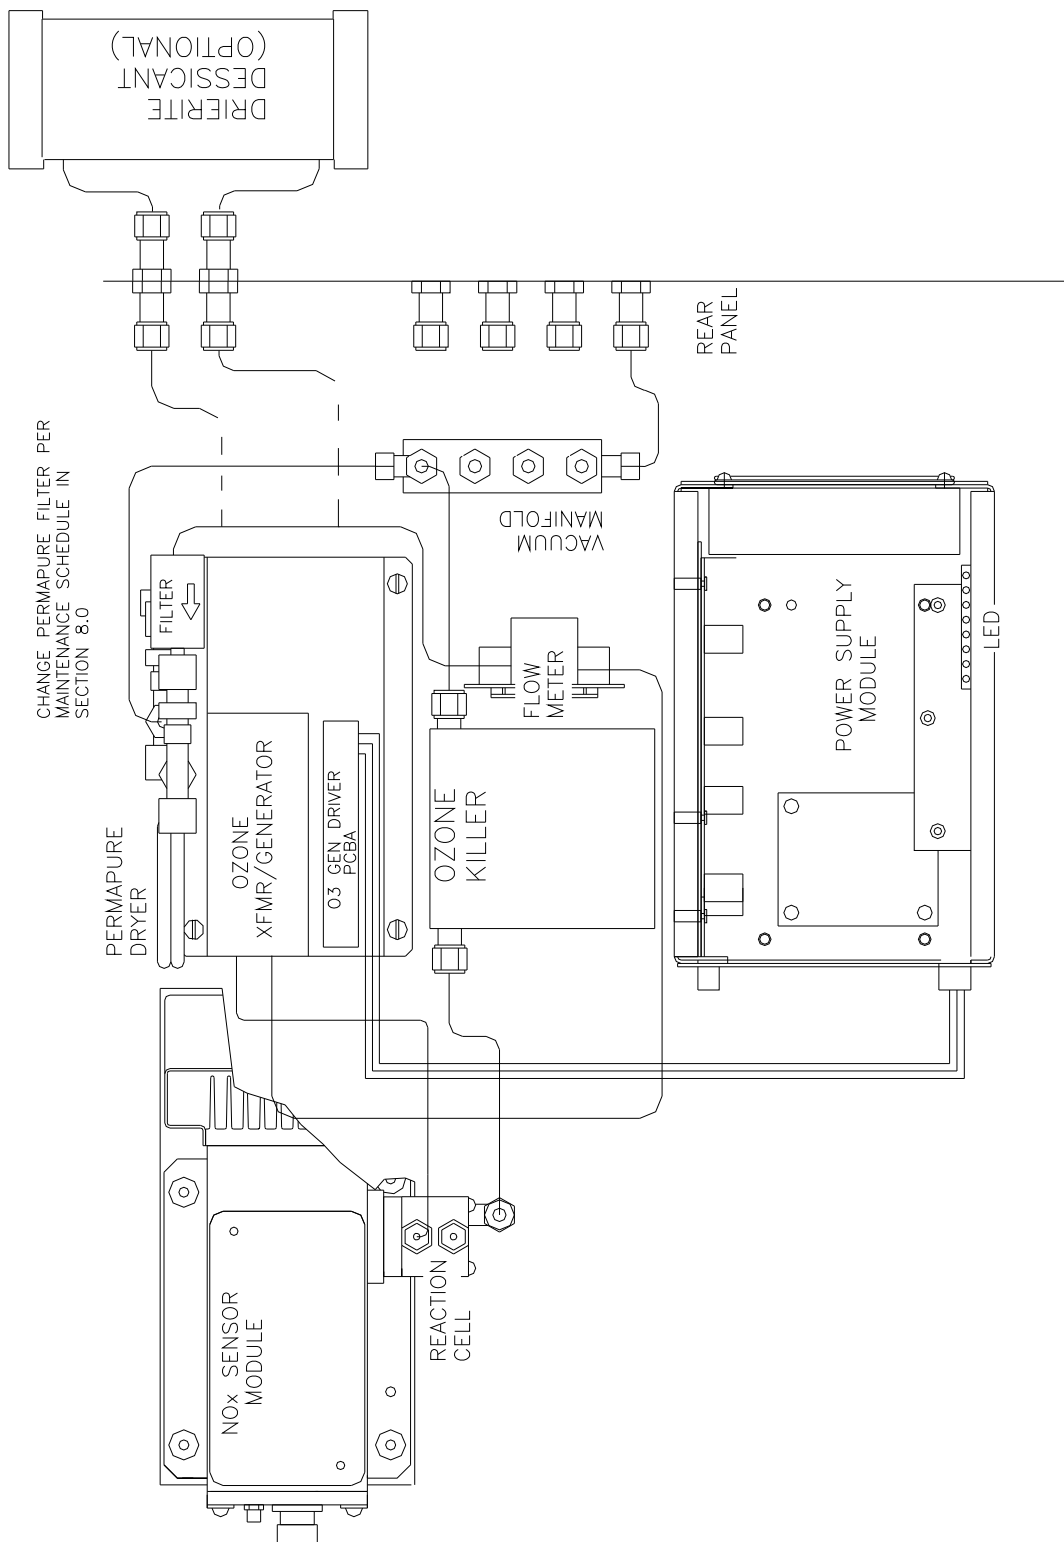 DRIERITE
DESSICANT
(OPTIONAL)
REAR
PANEL
CHANGE PERMAPURE FILTER PER
MAINTENANCE SCHEDULE IN
SECTION 8.0
VACUUM
MANIFOLD
FILTER
PERMAPURE
DRYER
OZONE
XFMR/GENERATOR
O3 GEN DRIVER
PCBA
FLOW
METER
OZONE
KILLER
POWER SUPPLY
MODULE
LED
NOx SENSOR
MODULE
REACTION
CELL